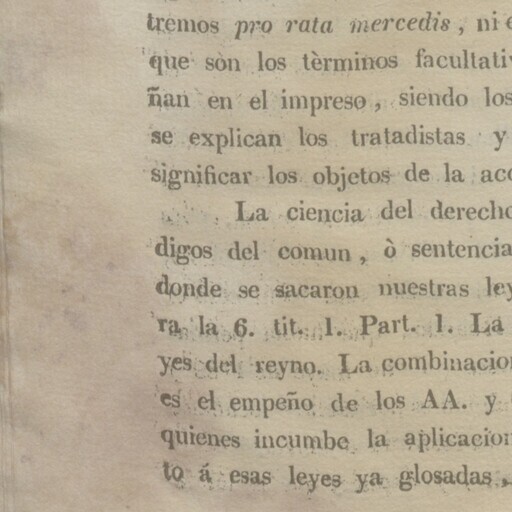 tremos pro rata mercedis, ni
que son los tèrminos facultati
ñan en el impreso, siendo los
se explican los tratadistas y
significar los objetos de la acc
La ciencia del derecho
digos del comun, ò sentencia
donde se sacaron nuestras ley
ra la 6. tit. 1. Part. 1. La
yes del reyno. La combinacion
es el empeño de los AA. y
quienes incumbe la aplicacion
to á esas leyes ya glosadas,